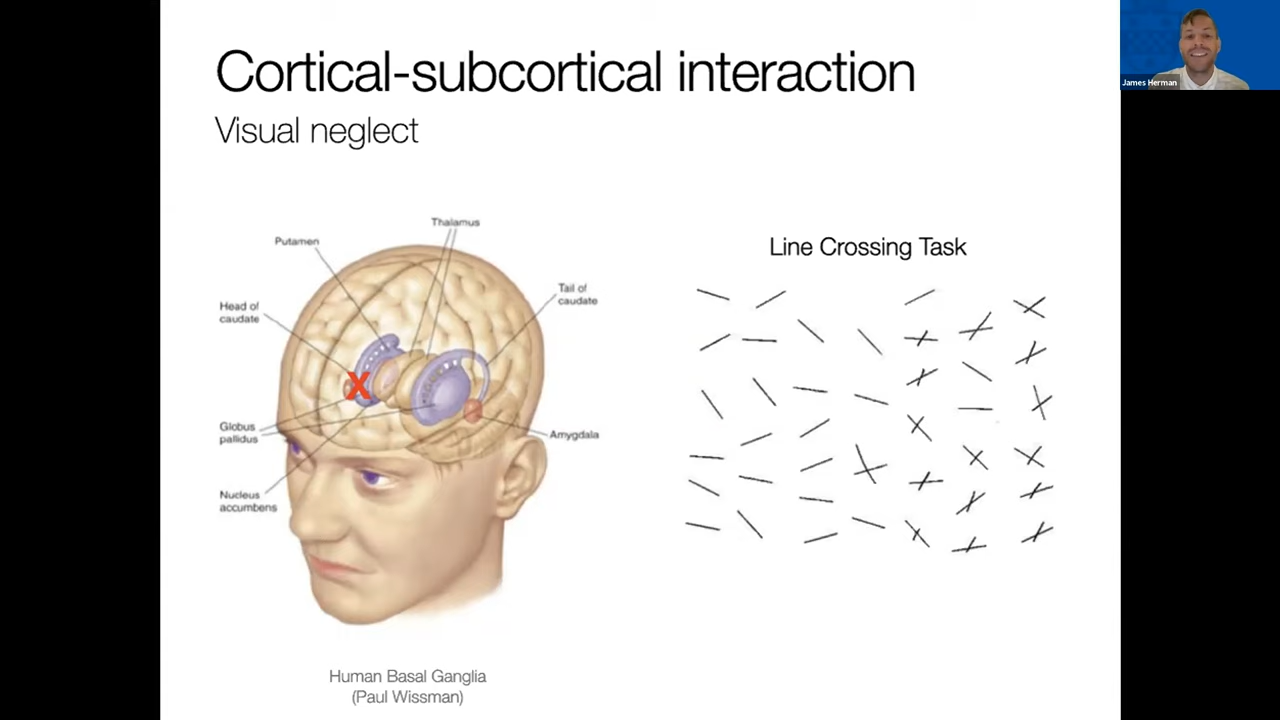 Cortical-subcortical interaction
Visual neglect
James Herman
Thalamus
Putamen
Tail of
caudate
Head of
caudate
Globus
pallidus
Amygdala
Nucleus
accumbens
Line Crossing Task
Human Basal Ganglia
(Paul Wissman)